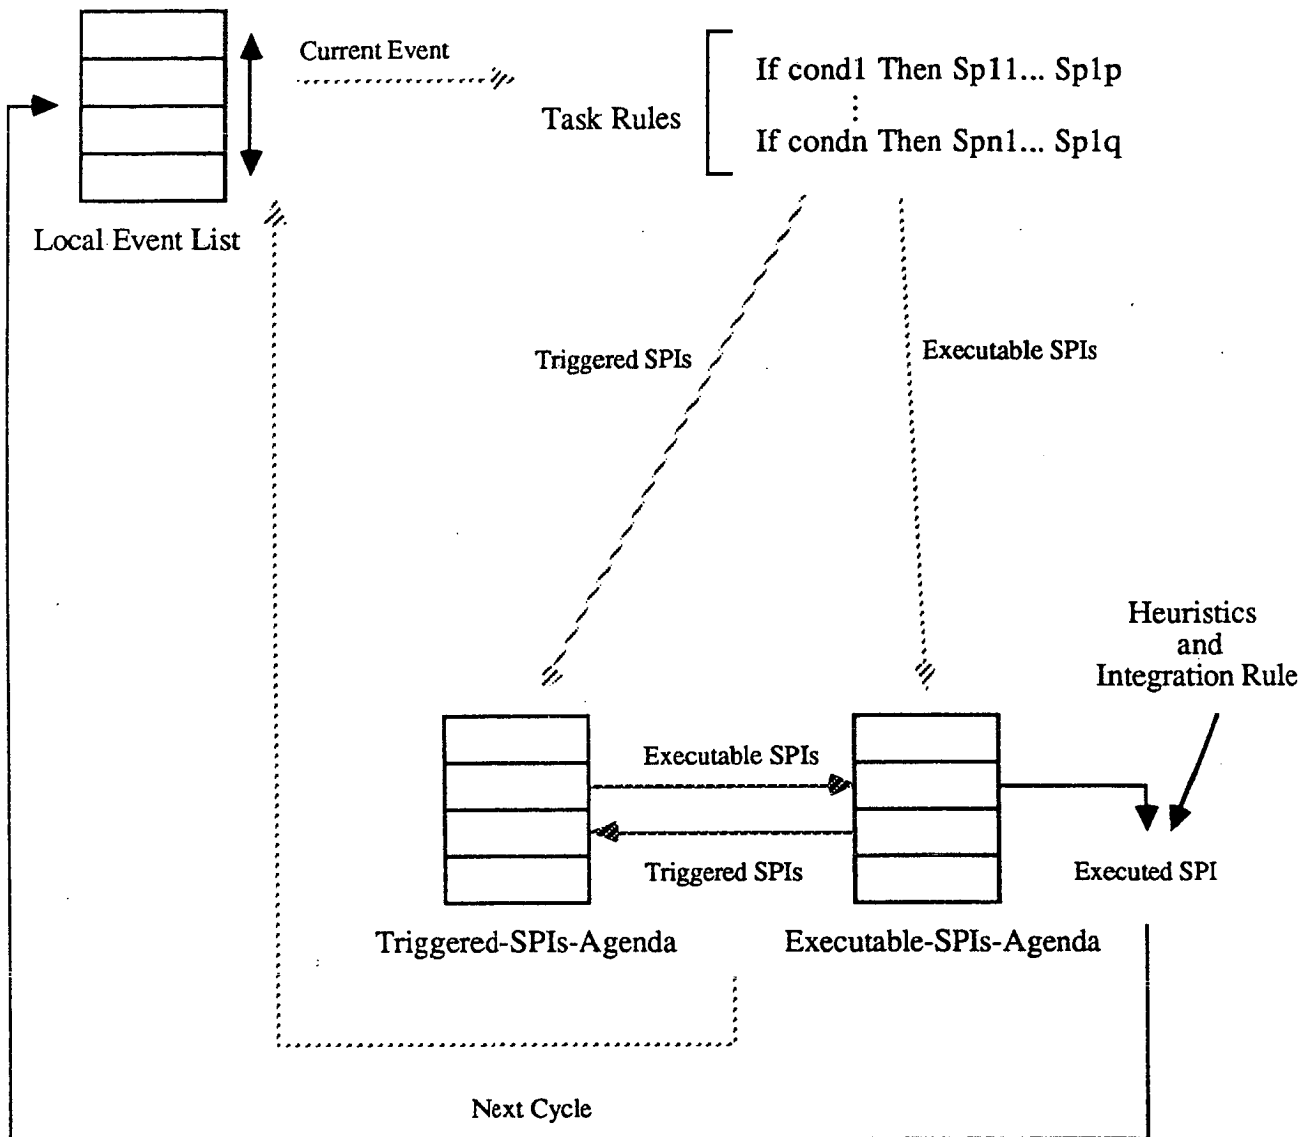 Current Event
If cond1 Then Sp11... Sp1p
Task Rules
If condn Then Spn1... Sp1q
Local Event List
Triggered SPIs
Executable SPIs
Heuristics
and
Integration Rule
Executable SPIs
Triggered SPIs
Executed SPI
Triggered-SPIs-Agenda
Executable-SPIs-Agenda
Next Cycle